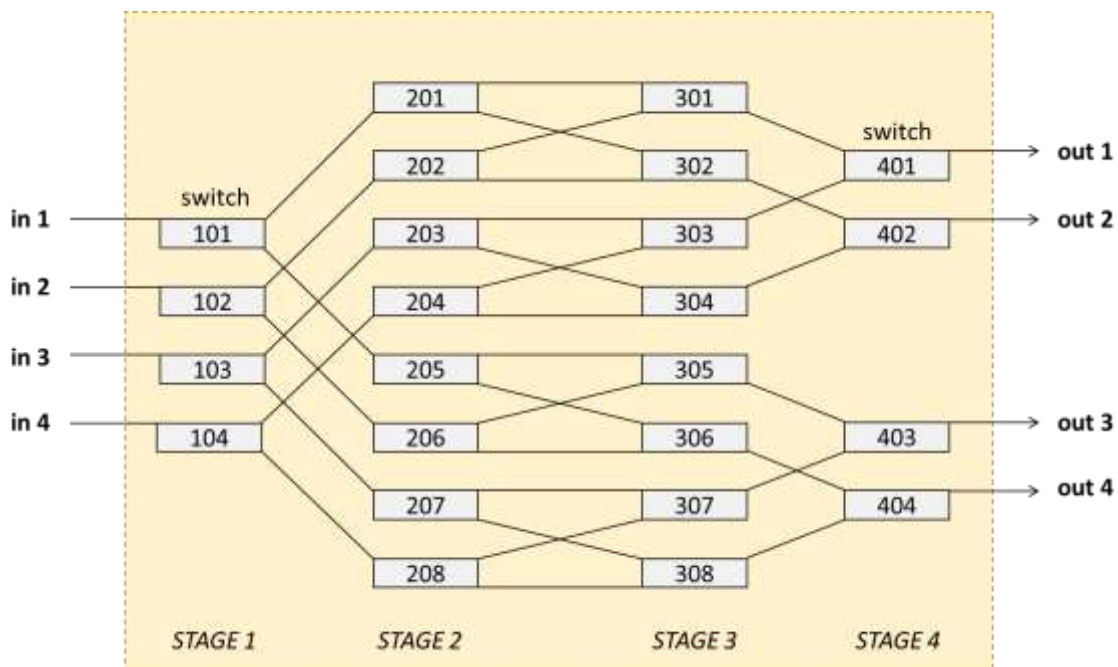 201 301
switch
202 302 401 out 1
switch
in 1 101 203 303 402 out 2
in 2 102 204 304
in 3 103 205 305
in 4 104 206 306 403 out 3
207 307 404 out 4
208 308
STAGE 1 STAGE 2 STAGE 3 STAGE 4